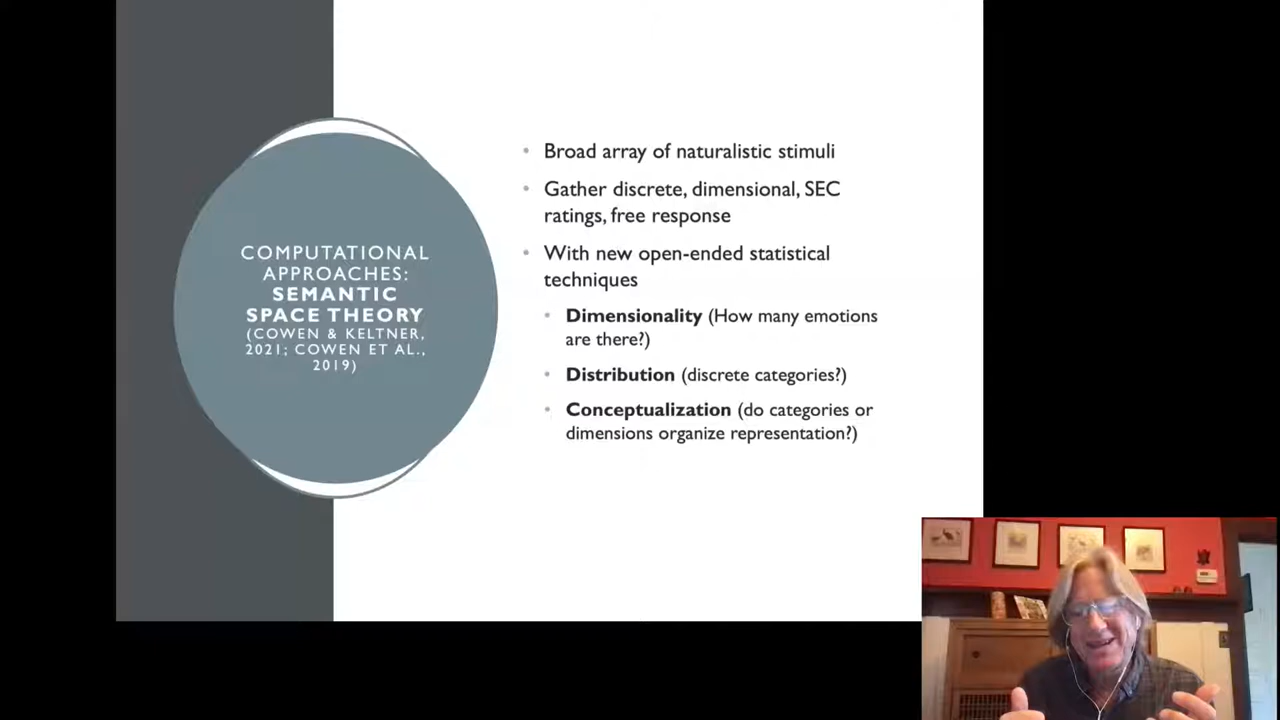 COMPUTATIONAL
APPROACHES:
SEMANTIC
SPACE THEORY
(COWEN & KELTNER,
2021; COWEN ET AL.,
2019)
• Broad array of naturalistic stimuli
• Gather discrete, dimensional, SEC
ratings, free response
• With new open-ended statistical
techniques
• Dimensionality (How many emotions
are there?)
• Distribution (discrete categories?)
• Conceptualization (do categories or
dimensions organize representation?)